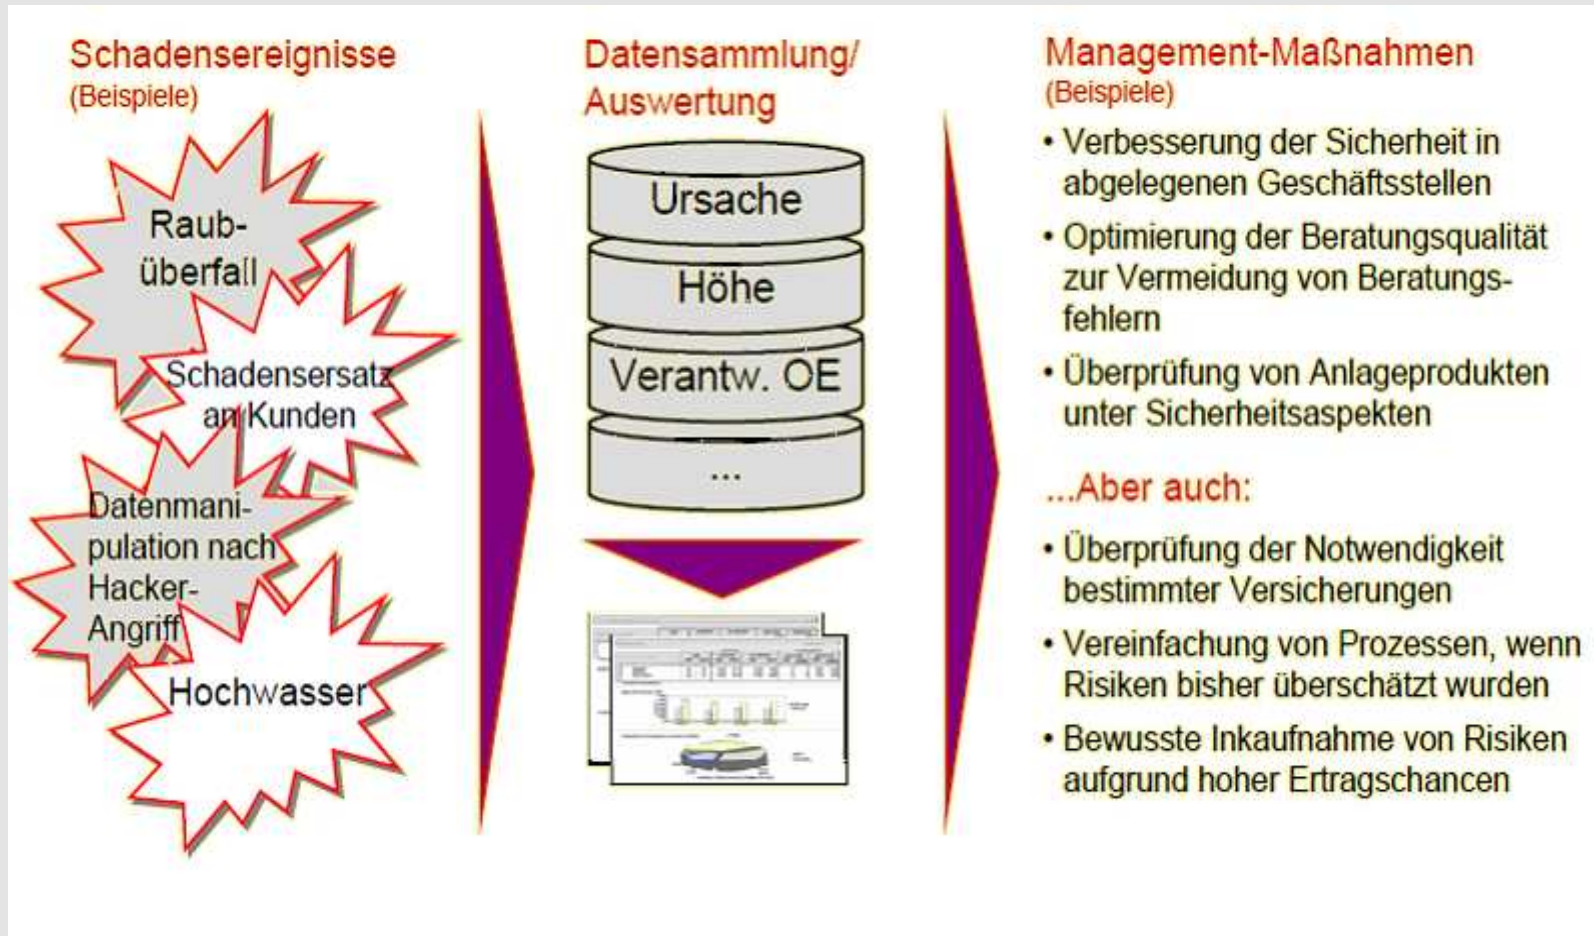 Schadensereignisse
(Beispiele)
Raub-
überfall
Schadensersatz
an Kunden
Datenmani-
pulation nach
Hacker-
Angriff
Hochwasser
Datensammlung/
Auswertung
Ursache
Höhe
Verantw. OE
...
Management-Maßnahmen
(Beispiele)
• Verbesserung der Sicherheit in
abgelegenen Geschäftsstellen
• Optimierung der Beratungsqualität
zur Vermeidung von Beratungs-
fehlern
• Überprüfung von Anlageprodukten
unter Sicherheitsaspekten
...Aber auch:
• Überprüfung der Notwendigkeit
bestimmter Versicherungen
• Vereinfachung von Prozessen, wenn
Risiken bisher überschätzt wurden
• Bewusste Inkaufnahme von Risiken
aufgrund hoher Ertragschancen